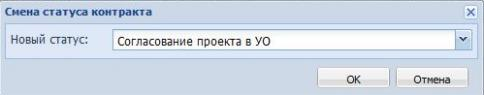 Смена статуса контракта
Новый статус: Согласование проекта в УО
OK Отмена